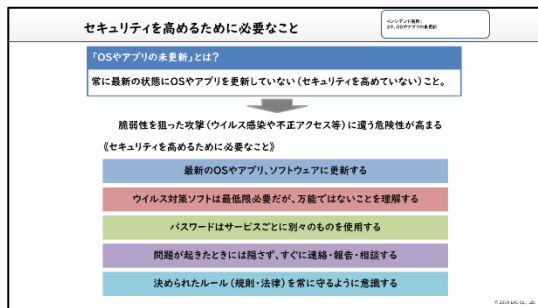 セキュリティを高めるために必要なこと
29.OSやアプリの未更新
「OSやアプリの未更新」とは？
常に最新の状態にOSやアプリを更新していない（セキュリティを高めていない）こと。
脆弱性を狙った攻撃（ウイルス感染や不正アクセス等）に遭う危険性が高まる
《セキュリティを高めるために必要なこと》
最新のOSやアプリ、ソフトウェアに更新する
ウイルス対策ソフトは最低限必要だが、万能ではないことを理解する
パスワードはサービスごとに別々のものを使用する
問題が起きたときには隠さず、すぐに連絡・報告・相談する
決められたルール（規則・法律）を常に守るように意識する